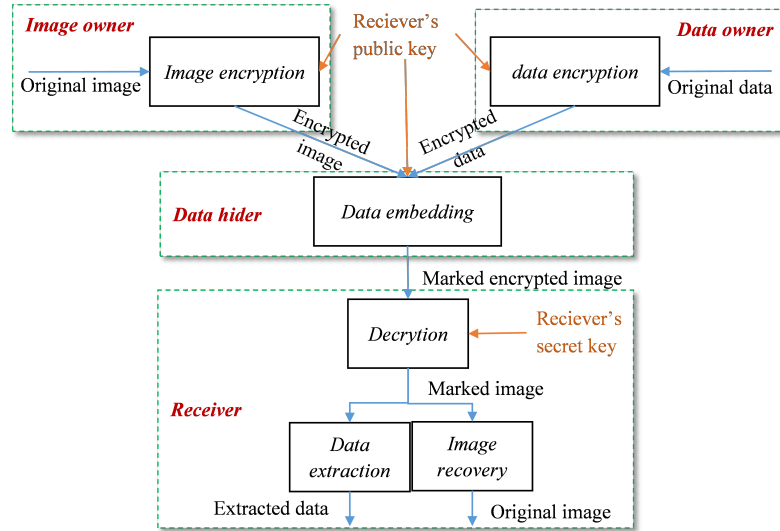 Image owner
Reciever's
public key
Data owner
Image encryption
data encryption
Original image
Original data
Encrypted
image
Encrypted
data
Data hider
Data embedding
Marked encrypted image
Decrytion
Reciever's
secret key
Marked image
Receiver
Data
extraction
Image
recovery
Extracted data
Original image